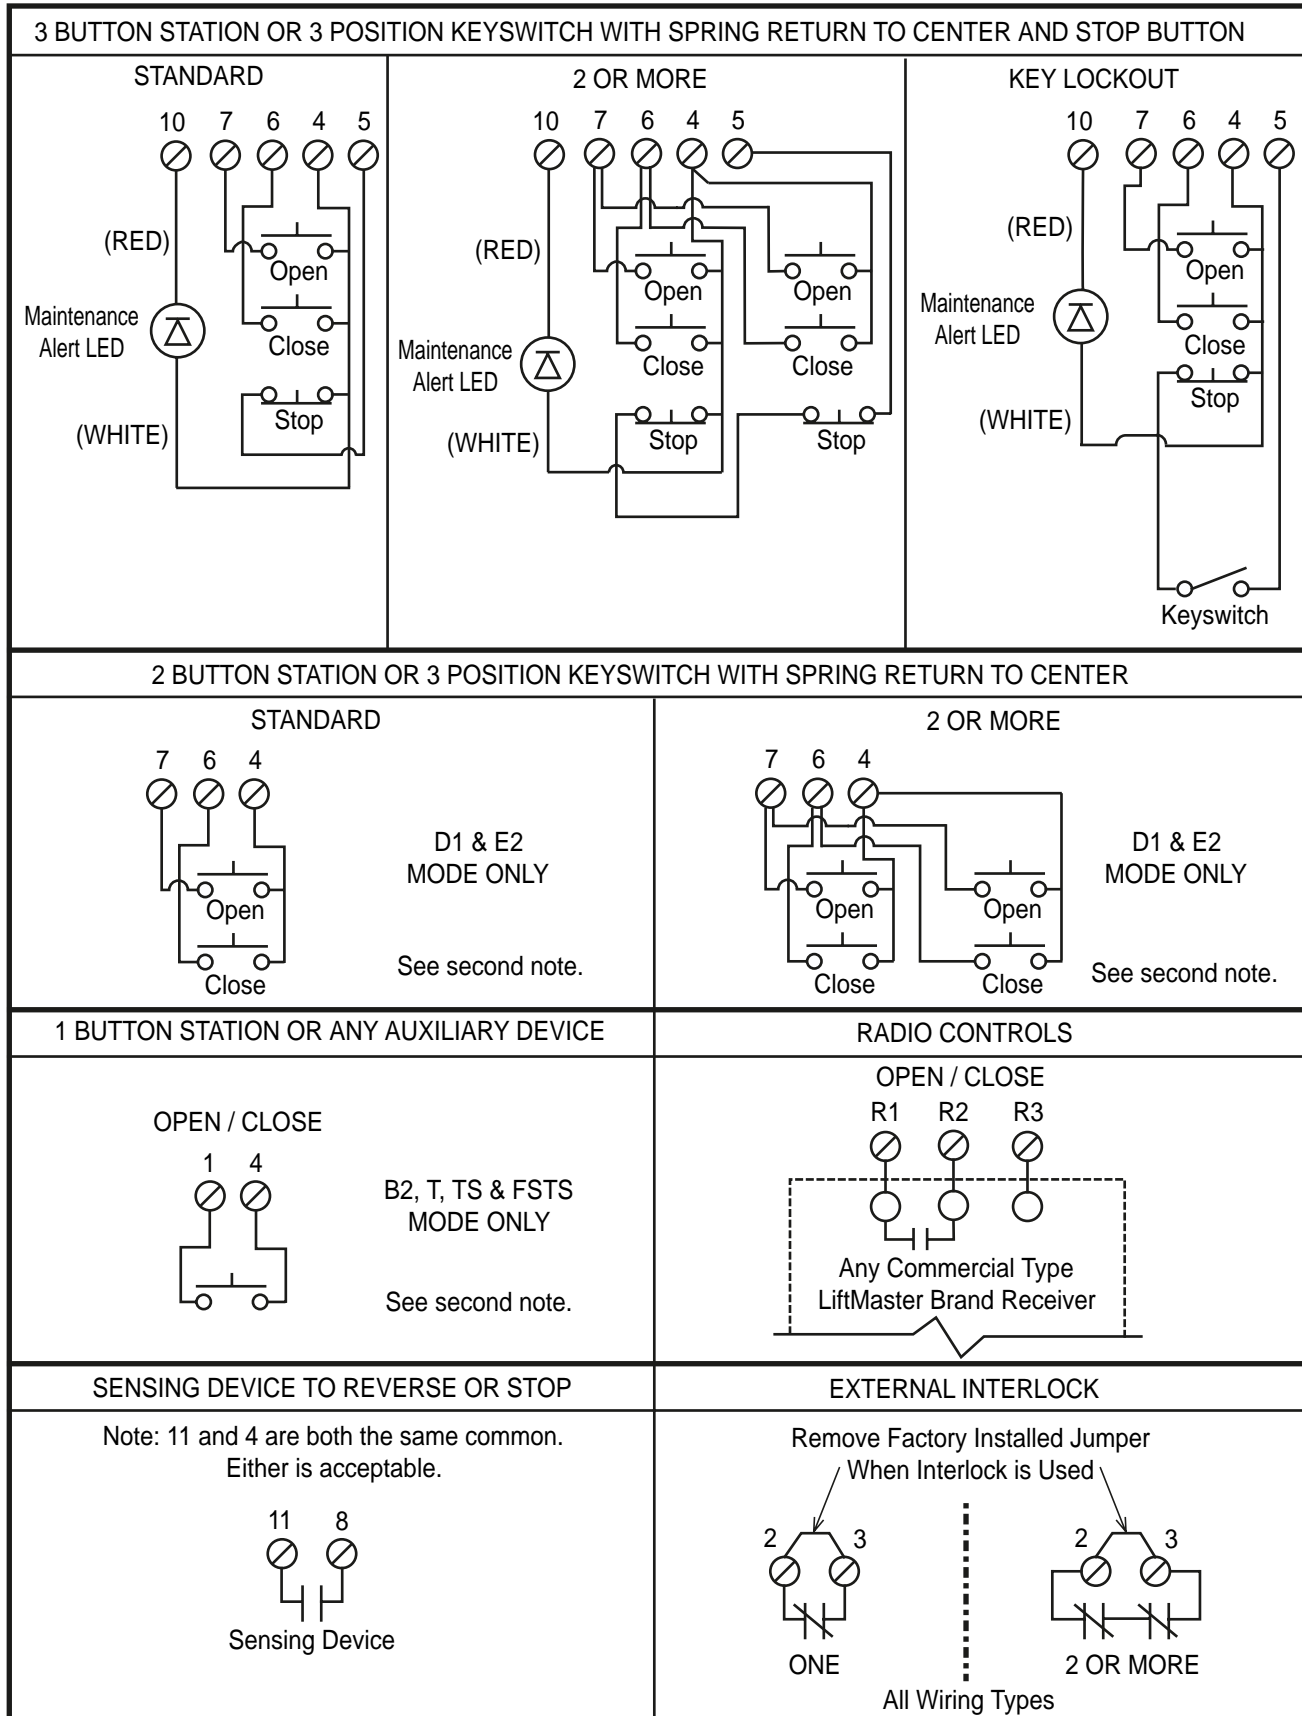 3 BUTTON STATION OR 3 POSITION KEYSWITCH WITH SPRING RETURN TO CENTER AND STOP BUTTON
STANDARD
10 7 6 4 5
(RED)
Open
Maintenance
Alert LED
Close
Stop
(WHITE)
2 OR MORE
10 7 6 4 5
(RED)
Open Open
Maintenance
Alert LED
Close Close
(WHITE)
Stop Stop
KEY LOCKOUT
10 7 6 4 5
(RED)
Open
Maintenance
Alert LED
Close
Stop
(WHITE)
Keyswitch
2 BUTTON STATION OR 3 POSITION KEYSWITCH WITH SPRING RETURN TO CENTER
STANDARD
7 6 4
D1 & E2
MODE ONLY
Open
Close
See second note.
2 OR MORE
7 6 4
D1 & E2
MODE ONLY
Open Open
Close Close
See second note.
1 BUTTON STATION OR ANY AUXILIARY DEVICE
OPEN / CLOSE
1 4
B2, T, TS & FSTS
MODE ONLY
See second note.
RADIO CONTROLS
OPEN / CLOSE
R1 R2 R3
Any Commercial Type
LiftMaster Brand Receiver
SENSING DEVICE TO REVERSE OR STOP
Note: 11 and 4 are both the same common.
Either is acceptable.
11 8
Sensing Device
EXTERNAL INTERLOCK
Remove Factory Installed Jumper
When Interlock is Used
2 3 2 3
ONE 2 OR MORE
All Wiring Types